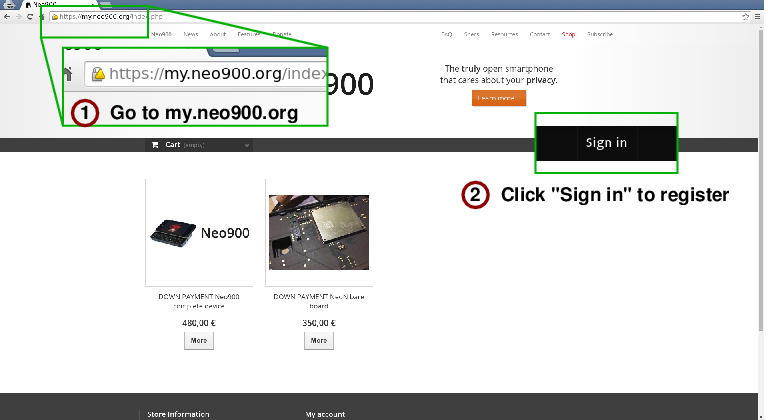 Neo900
https://my.neo900.org/index.php
Neo900 News About Features Donate FAQ Specs Resources Contact Shop Subscribe
https://my.neo900.org/index
1 Go to my.neo900.org
900
The truly open smartphone
that cares about your privacy.
Learn more
Cart (empty)
Sign in
2 Click "Sign in" to register
Neo900
DOWN PAYMENT Neo900
complete device
480,00 €
More
DOWN PAYMENT NeoN bare
board
350,00 €
More
Store Information
My account